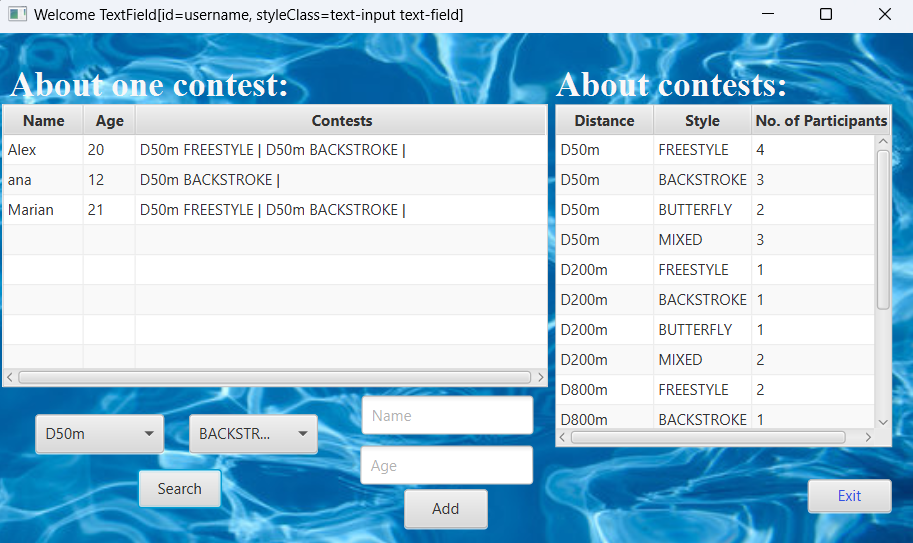 Welcome TextField[id=username, styleClass=text-input text-field]
About one contest:
Name Age Contests
Alex 20 D50m FREESTYLE | D50m BACKSTROKE |
ana 12 D50m BACKSTROKE |
Marian 21 D50m FREESTYLE | D50m BACKSTROKE |
D50m BACKSTR...
Search
Name
Age
Add
About contests:
Distance Style No. of Participants
D50m FREESTYLE 4
D50m BACKSTROKE 3
D50m BUTTERFLY 2
D50m MIXED 3
D200m FREESTYLE 1
D200m BACKSTROKE 1
D200m BUTTERFLY 1
D200m MIXED 2
D800m FREESTYLE 2
D800m BACKSTROKE 1
Exit